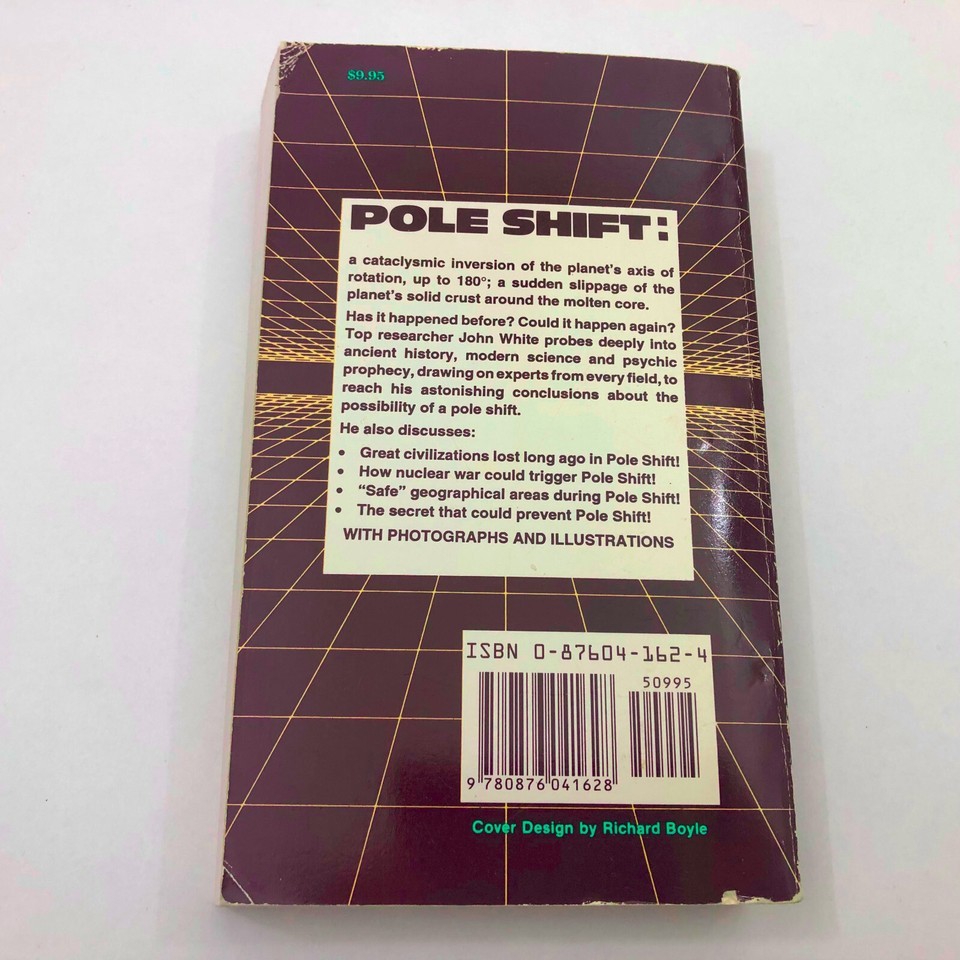 $9.95
POLE SHIFT:
a cataclysmic inversion of the planet's axis of
rotation, up to 180°; a sudden slippage of the
planet's solid crust around the molten core.
Has it happened before? Could it happen again?
Top researcher John White probes deeply into
ancient history, modern science and psychic
prophecy, drawing on experts from every field, to
reach his astonishing conclusions about the
possibility of a pole shift.
He also discusses:
• Great civilizations lost long ago in Pole Shift!
• How nuclear war could trigger Pole Shift!
• "Safe" geographical areas during Pole Shift!
• The secret that could prevent Pole Shift!
WITH PHOTOGRAPHS AND ILLUSTRATIONS
ISBN 0-87604-162-4
50995
9 780876 041628
Cover Design by Richard Boyle